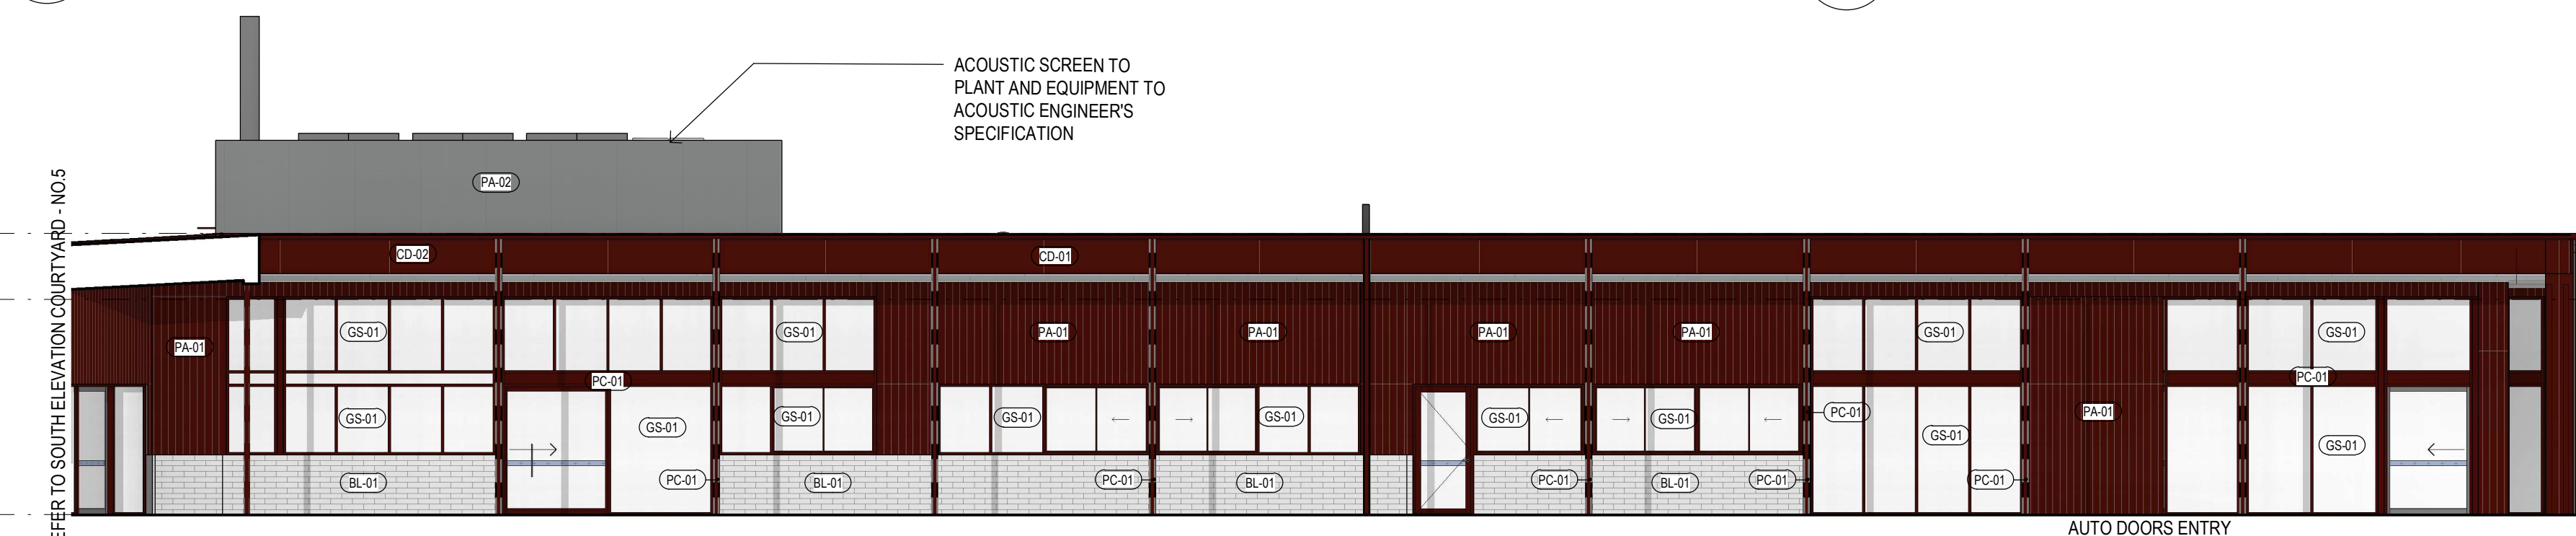 ACOUSTIC SCREEN TO
PLANT AND EQUIPMENT TO
ACOUSTIC ENGINEER'S
SPECIFICATION
PA-02
EFER TO SOUTH ELEVATION COURTYARD - NO.5
CD-02
CD-01
PA-01
GS-01
GS-01
PA-01
PA-01
PA-01
PA-01
GS-01
GS-01
PC-01
PC-01
GS-01
GS-01
GS-01
GS-01
GS-01
GS-01
GS-01
PC-01
PA-01
GS-01
GS-01
GS-01
BL-01
PC-01
BL-01
PC-01
BL-01
PC-01
BL-01
PC-01
PC-01
AUTO DOORS ENTRY